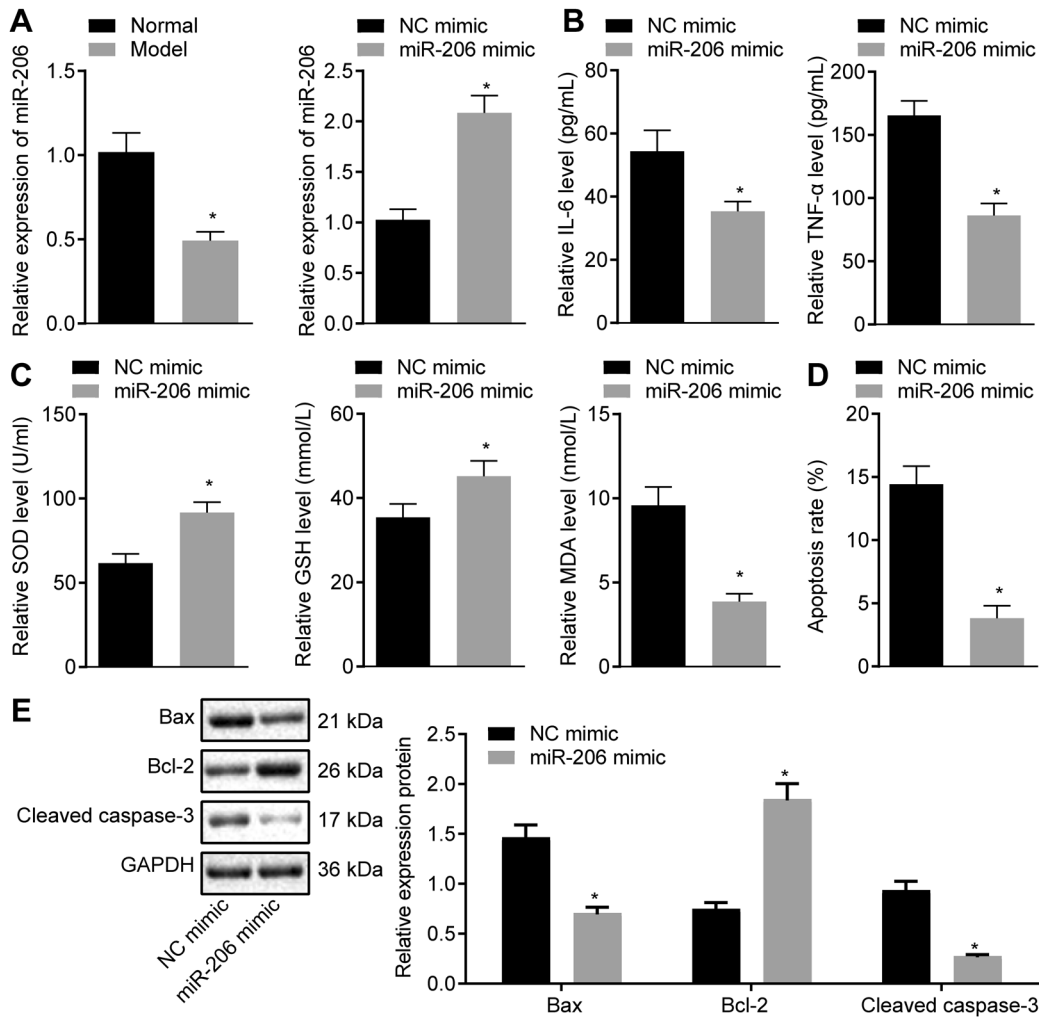 A
Normal
Model
Relative expression of miR-206
1.5
1.0
0.5
0.0
*
NC mimic
miR-206 mimic
Relative expression of miR-206
2.5
2.0
1.5
1.0
0.5
0.0
*
B
NC mimic
miR-206 mimic
Relative IL-6 level (pg/mL)
80
60
40
20
0
*
NC mimic
miR-206 mimic
Relative TNF-α level (pg/mL)
200
150
100
50
0
*
C
NC mimic
miR-206 mimic
Relative SOD level (U/ml)
150
100
50
0
*
NC mimic
miR-206 mimic
Relative GSH level (mmol/L)
60
40
20
0
*
NC mimic
miR-206 mimic
Relative MDA level (nmol/L)
15
10
5
0
*
D
NC mimic
miR-206 mimic
Apoptosis rate (%)
20
15
10
5
0
*
E
Bax
21 kDa
Bcl-2
26 kDa
Cleaved caspase-3
17 kDa
GAPDH
36 kDa
NC mimic
miR-206 mimic
NC mimic
miR-206 mimic
Relative expression protein
2.5
2.0
1.5
1.0
0.5
0.0
*
*
*
Bax
Bcl-2
Cleaved caspase-3